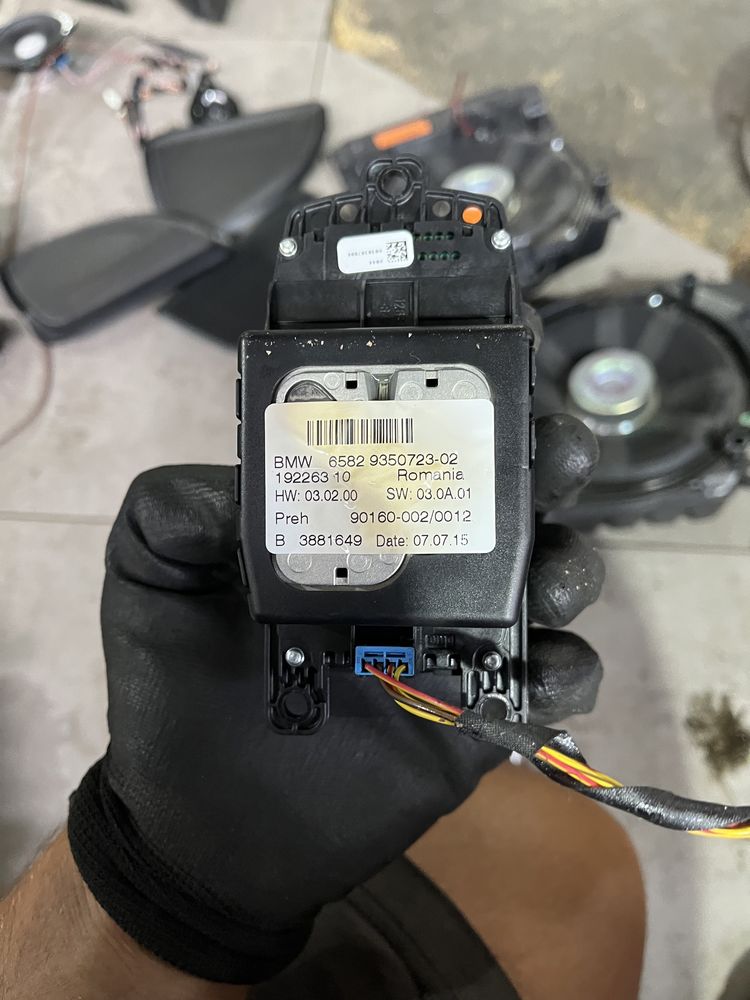 BMW 6582 9350723-02
192263 10 Romania
HW: 03.02.00 SW: 03.0A.01
Preh 90160-002/0012
B 3881649 Date: 07.07.15